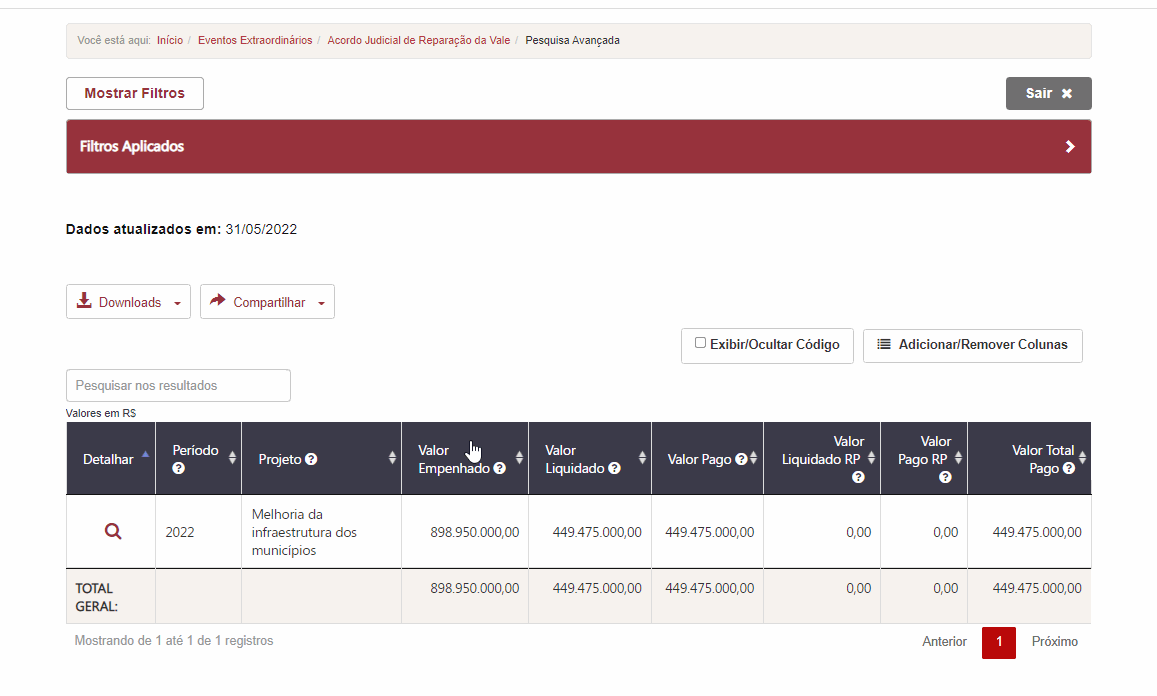 Você está aqui: Início / Eventos Extraordinários / Acordo Judicial de Reparação da Vale / Pesquisa Avançada
Mostrar Filtros
Sair ✖
Filtros Aplicados
Dados atualizados em: 31/05/2022
Downloads
Compartilhar
Exibir/Ocultar Código
Adicionar/Remover Colunas
Pesquisar nos resultados
Valores em R$
Detalhar
Período
Projeto
Valor
Empenhado
Valor
Liquidado
Valor Pago
Valor
Liquidado RP
Valor
Pago RP
Valor Total
Pago
2022
Melhoria da
infraestrutura dos
municípios
898.950.000,00
449.475.000,00
449.475.000,00
0,00
0,00
449.475.000,00
TOTAL
GERAL:
898.950.000,00
449.475.000,00
449.475.000,00
0,00
0,00
449.475.000,00
Mostrando de 1 até 1 de 1 registros
Anterior
1
Próximo